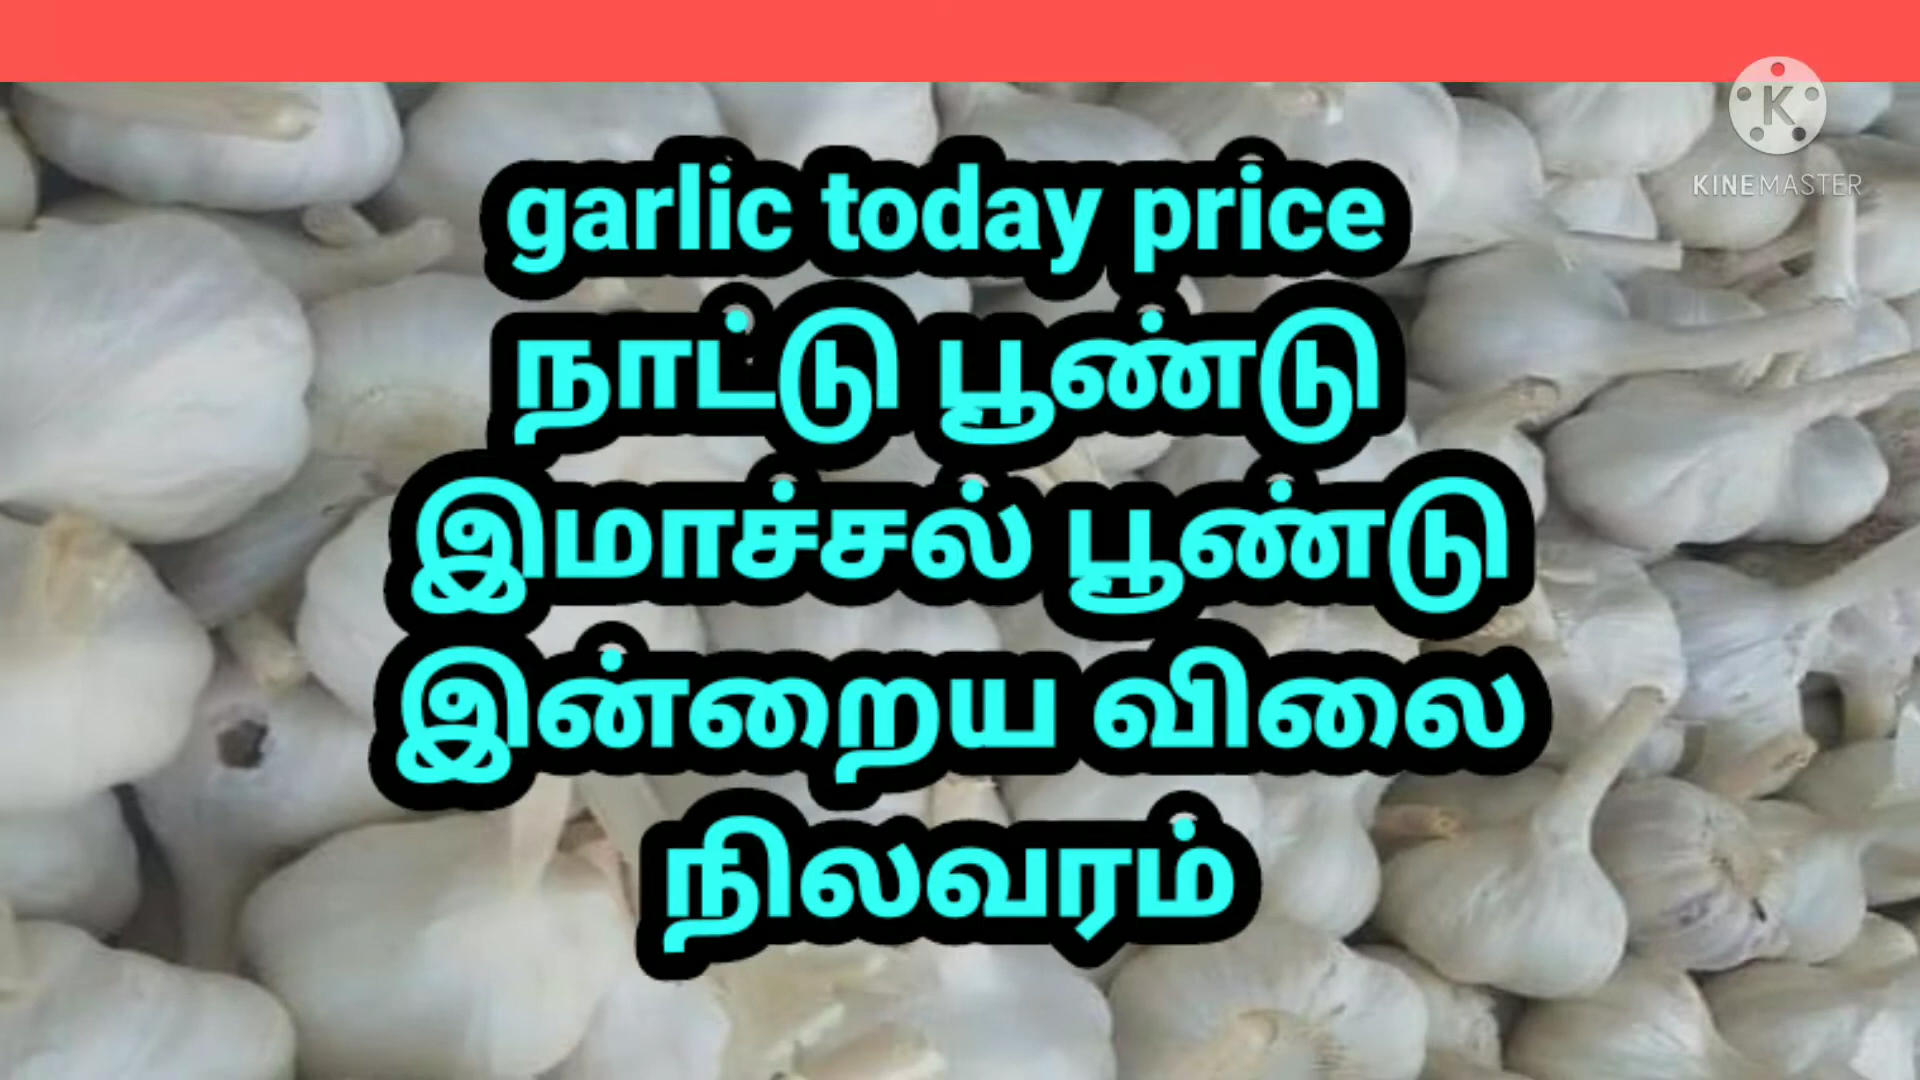 KINEMASTER
garlic today price
நாட்டு பூண்டு
இமாச்சல் பூண்டு
இன்றைய விலை
நிலவரம்